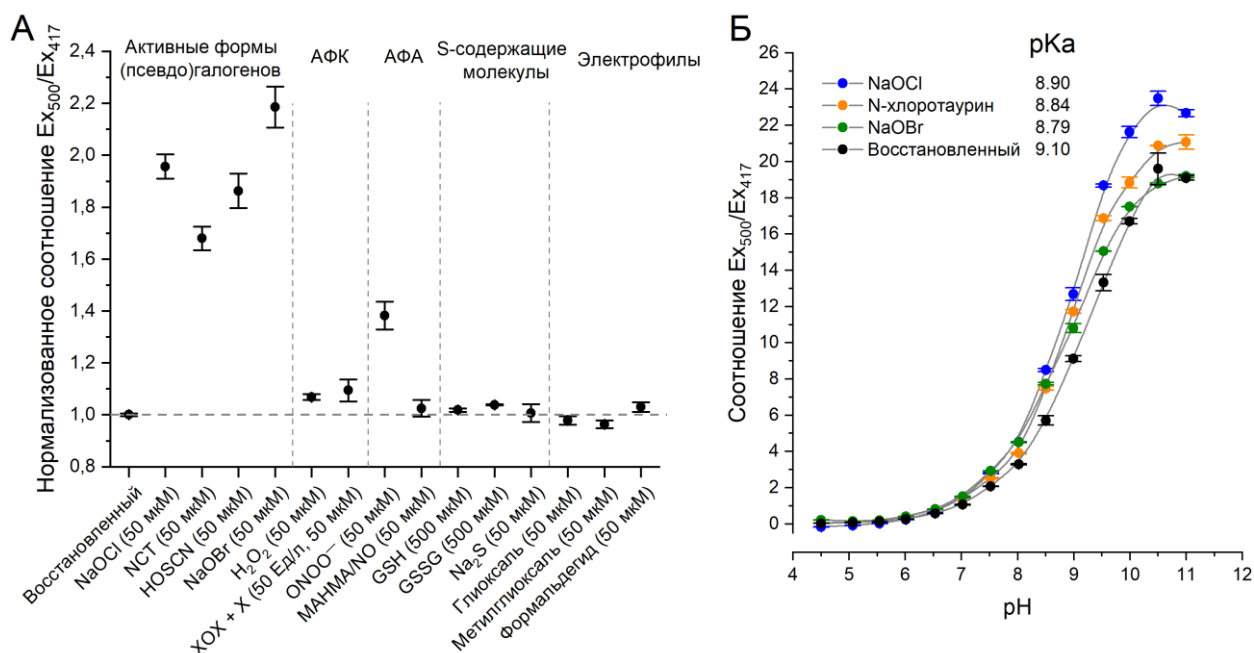 А
Нормализованное соотношение Ex₅₀₀/Ex₄₁₇
2,4
2,2
2,0
1,8
1,6
1,4
1,2
1,0
0,8
Активные формы
(псевдо)галогенов
АФК
АФА
S-содержащие
молекулы
Электрофилы
Восстановленный
NaOCl (50 мкМ)
NCT (50 мкМ)
HOSCN (50 мкМ)
NaOBr (50 мкМ)
H₂O₂ (50 мкМ)
XOX + X (50 Ед/л, 50 мкМ)
ONOO⁻ (50 мкМ)
MAHMA/NO (50 мкМ)
GSH (500 мкМ)
GSSG (500 мкМ)
Na₂S (50 мкМ)
Глиоксаль (50 мкМ)
Метилглиоксаль (50 мкМ)
Формальдегид (50 мкМ)
Б
Соотношение Ex₅₀₀/Ex₄₁₇
26
24
22
20
18
16
14
12
10
8
6
4
2
0
pKa
NaOCl 8.90
N-хлоротаурин 8.84
NaOBr 8.79
Восстановленный 9.10
4 5 6 7 8 9 10 11 12
pH